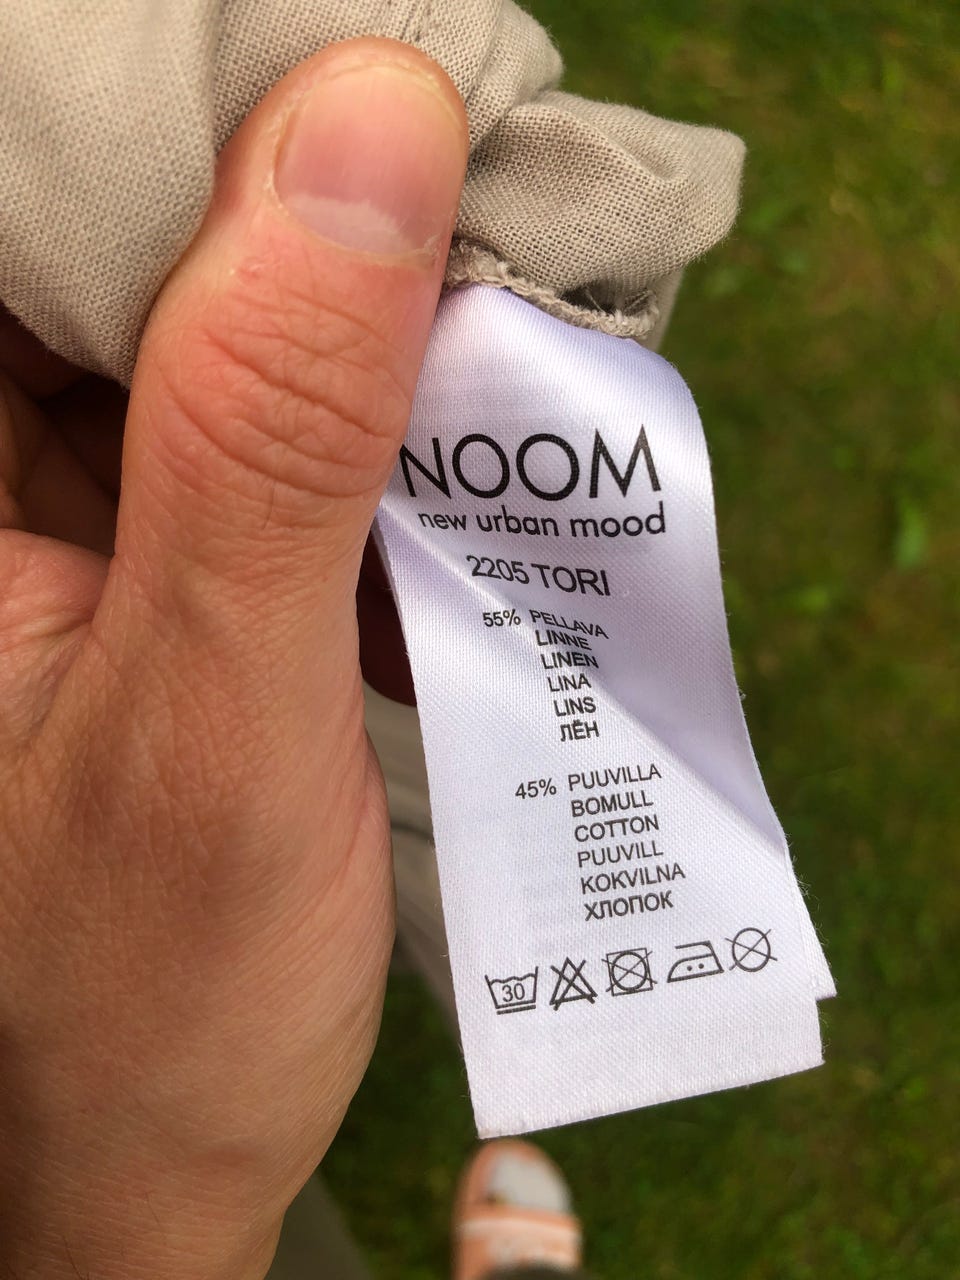 NOOM
new urban mood
2205 TORI
55% PELLAVA
LINNE
LINEN
LINA
LINS
ЛЁН
45% PUUVILLA
BOMULL
COTTON
PUUVILL
KOKVILNA
ХЛОПОК
30